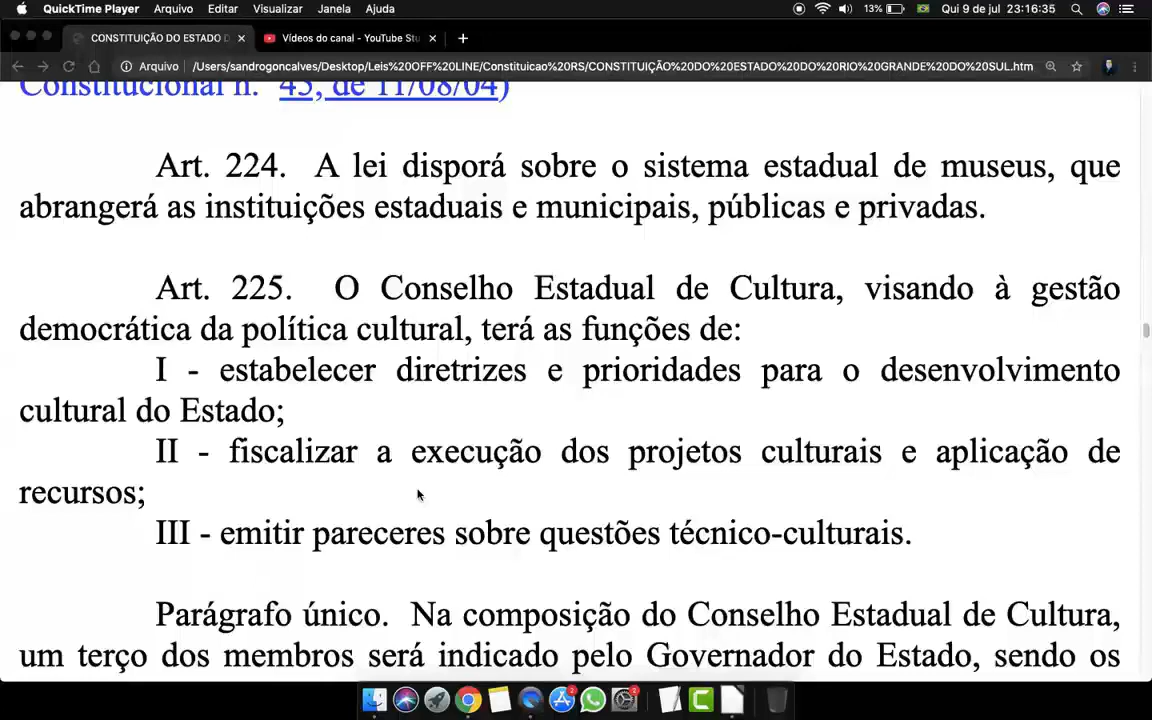 QuickTime Player Arquivo Editar Visualizar Janela Ajuda 13% Qui 9 de jul 23:16:35
CONSTITUIÇÃO DO ESTADO D Vídeos do canal - YouTube Stu
Arquivo /Users/sandrogoncalves/Desktop/Leis%20OFF%20LINE/Constituicao%20RS/CONSTITUIÇÃO%20DO%20ESTADO%20DO%20RIO%20GRANDE%20DO%20SUL.htm
Constitucional n.º 45, de 11/08/04)
Art. 224. A lei disporá sobre o sistema estadual de museus, que
abrangerá as instituições estaduais e municipais, públicas e privadas.
Art. 225. O Conselho Estadual de Cultura, visando à gestão
democrática da política cultural, terá as funções de:
I - estabelecer diretrizes e prioridades para o desenvolvimento
cultural do Estado;
II - fiscalizar a execução dos projetos culturais e aplicação de
recursos;
III - emitir pareceres sobre questões técnico-culturais.
Parágrafo único. Na composição do Conselho Estadual de Cultura,
um terço dos membros será indicado pelo Governador do Estado, sendo os